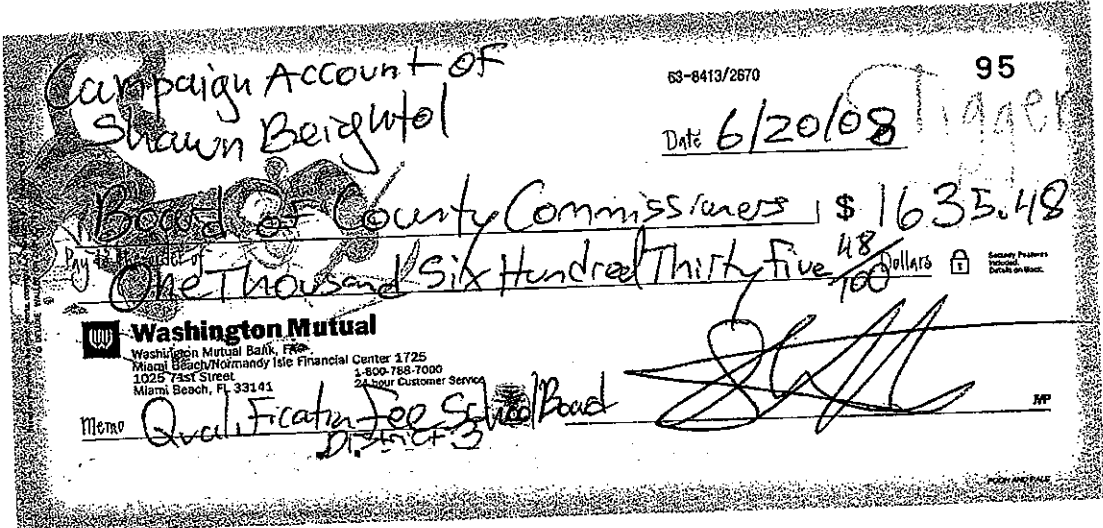 Campaign Account of
Shawn Beightol
63-8413/2670
95
Tigger
Date 6/20/08
Board of County Commissioners $ 1635.48
Pay to the order of
One Thousand Six Hundred Thirty Five 48/100 Dollars
Security Features
Included.
Details on Back.
Washington Mutual
Washington Mutual Bank, FA
Miami Beach/Normandy Isle Financial Center 1725
1025 71st Street
Miami Beach, FL 33141
1-800-788-7000
24 hour Customer Service
Memo Qualification Fee School Board
District 3
MP